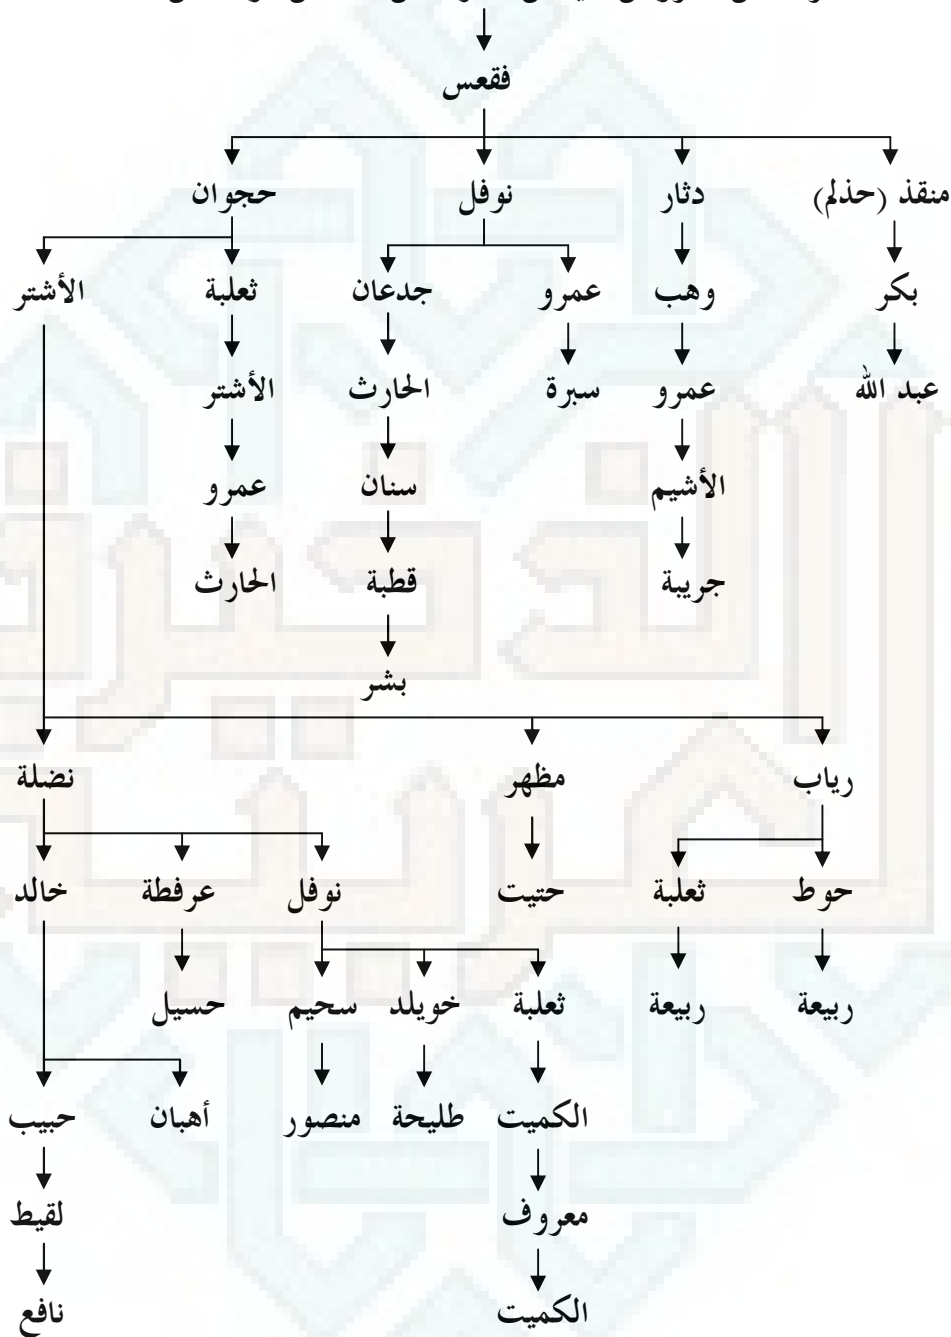 فقعس
منقذ (حذلم) دثار نوفل حجوان
بكر وهب عمرو جدعان ثعلبة الأشتر
عبد الله عمرو سبرة الحارث الأشتر
الأشيم سنان عمرو
جريبة قطبة الحارث
بشر
رياب مظهر نضلة
حوط ثعلبة حتيت نوفل عرفطة خالد
ربيعة ربيعة ثعلبة خويلد سحيم حسيل
الكميت طليحة منصور أهبان حبيب
معروف لقيط
الكميت نافع